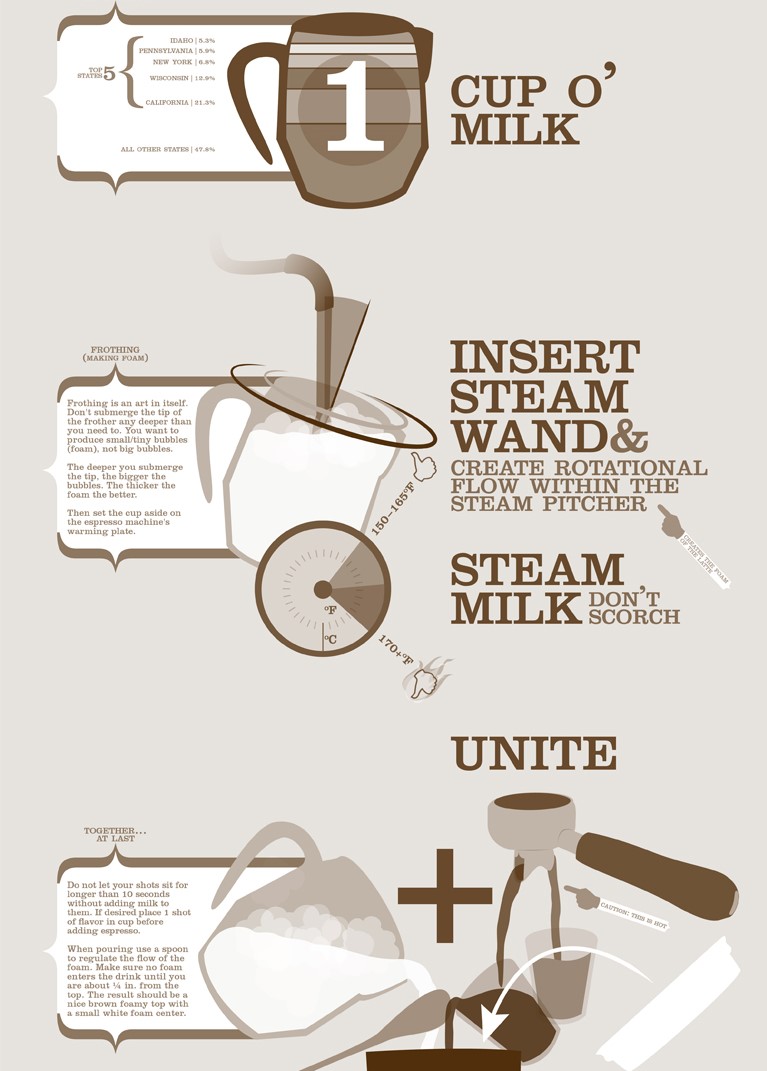 IDAHO | 5.3%
PENNSYLVANIA | 5.9%
NEW YORK | 6.8%
TOP
STATES 5
WISCONSIN | 12.9%
CALIFORNIA | 21.3%
ALL OTHER STATES | 47.8%
1
CUP O’
MILK
FROTHING
(MAKING FOAM)
Frothing is an art in itself.
Don't submerge the tip of
the frother any deeper than
you need to. You want to
produce small/tiny bubbles
(foam), not big bubbles.
The deeper you submerge
the tip, the bigger the
bubbles. The thicker the
foam the better.
Then set the cup aside on
the espresso machine's
warming plate.
150-165°F
°F
°C
170+°F
INSERT
STEAM
WAND&
CREATE ROTATIONAL
FLOW WITHIN THE
STEAM PITCHER
CREATES THE FOAM
OF THE LATTE
STEAM
MILK DON’T
SCORCH
UNITE
TOGETHER...
AT LAST
Do not let your shots sit for
longer than 10 seconds
without adding milk to
them. If desired place 1 shot
of flavor in cup before
adding espresso.
When pouring use a spoon
to regulate the flow of the
foam. Make sure no foam
enters the drink until you
are about ¼ in. from the
top. The result should be a
nice brown foamy top with
a small white foam center.
+
CAUTION: THIS IS HOT